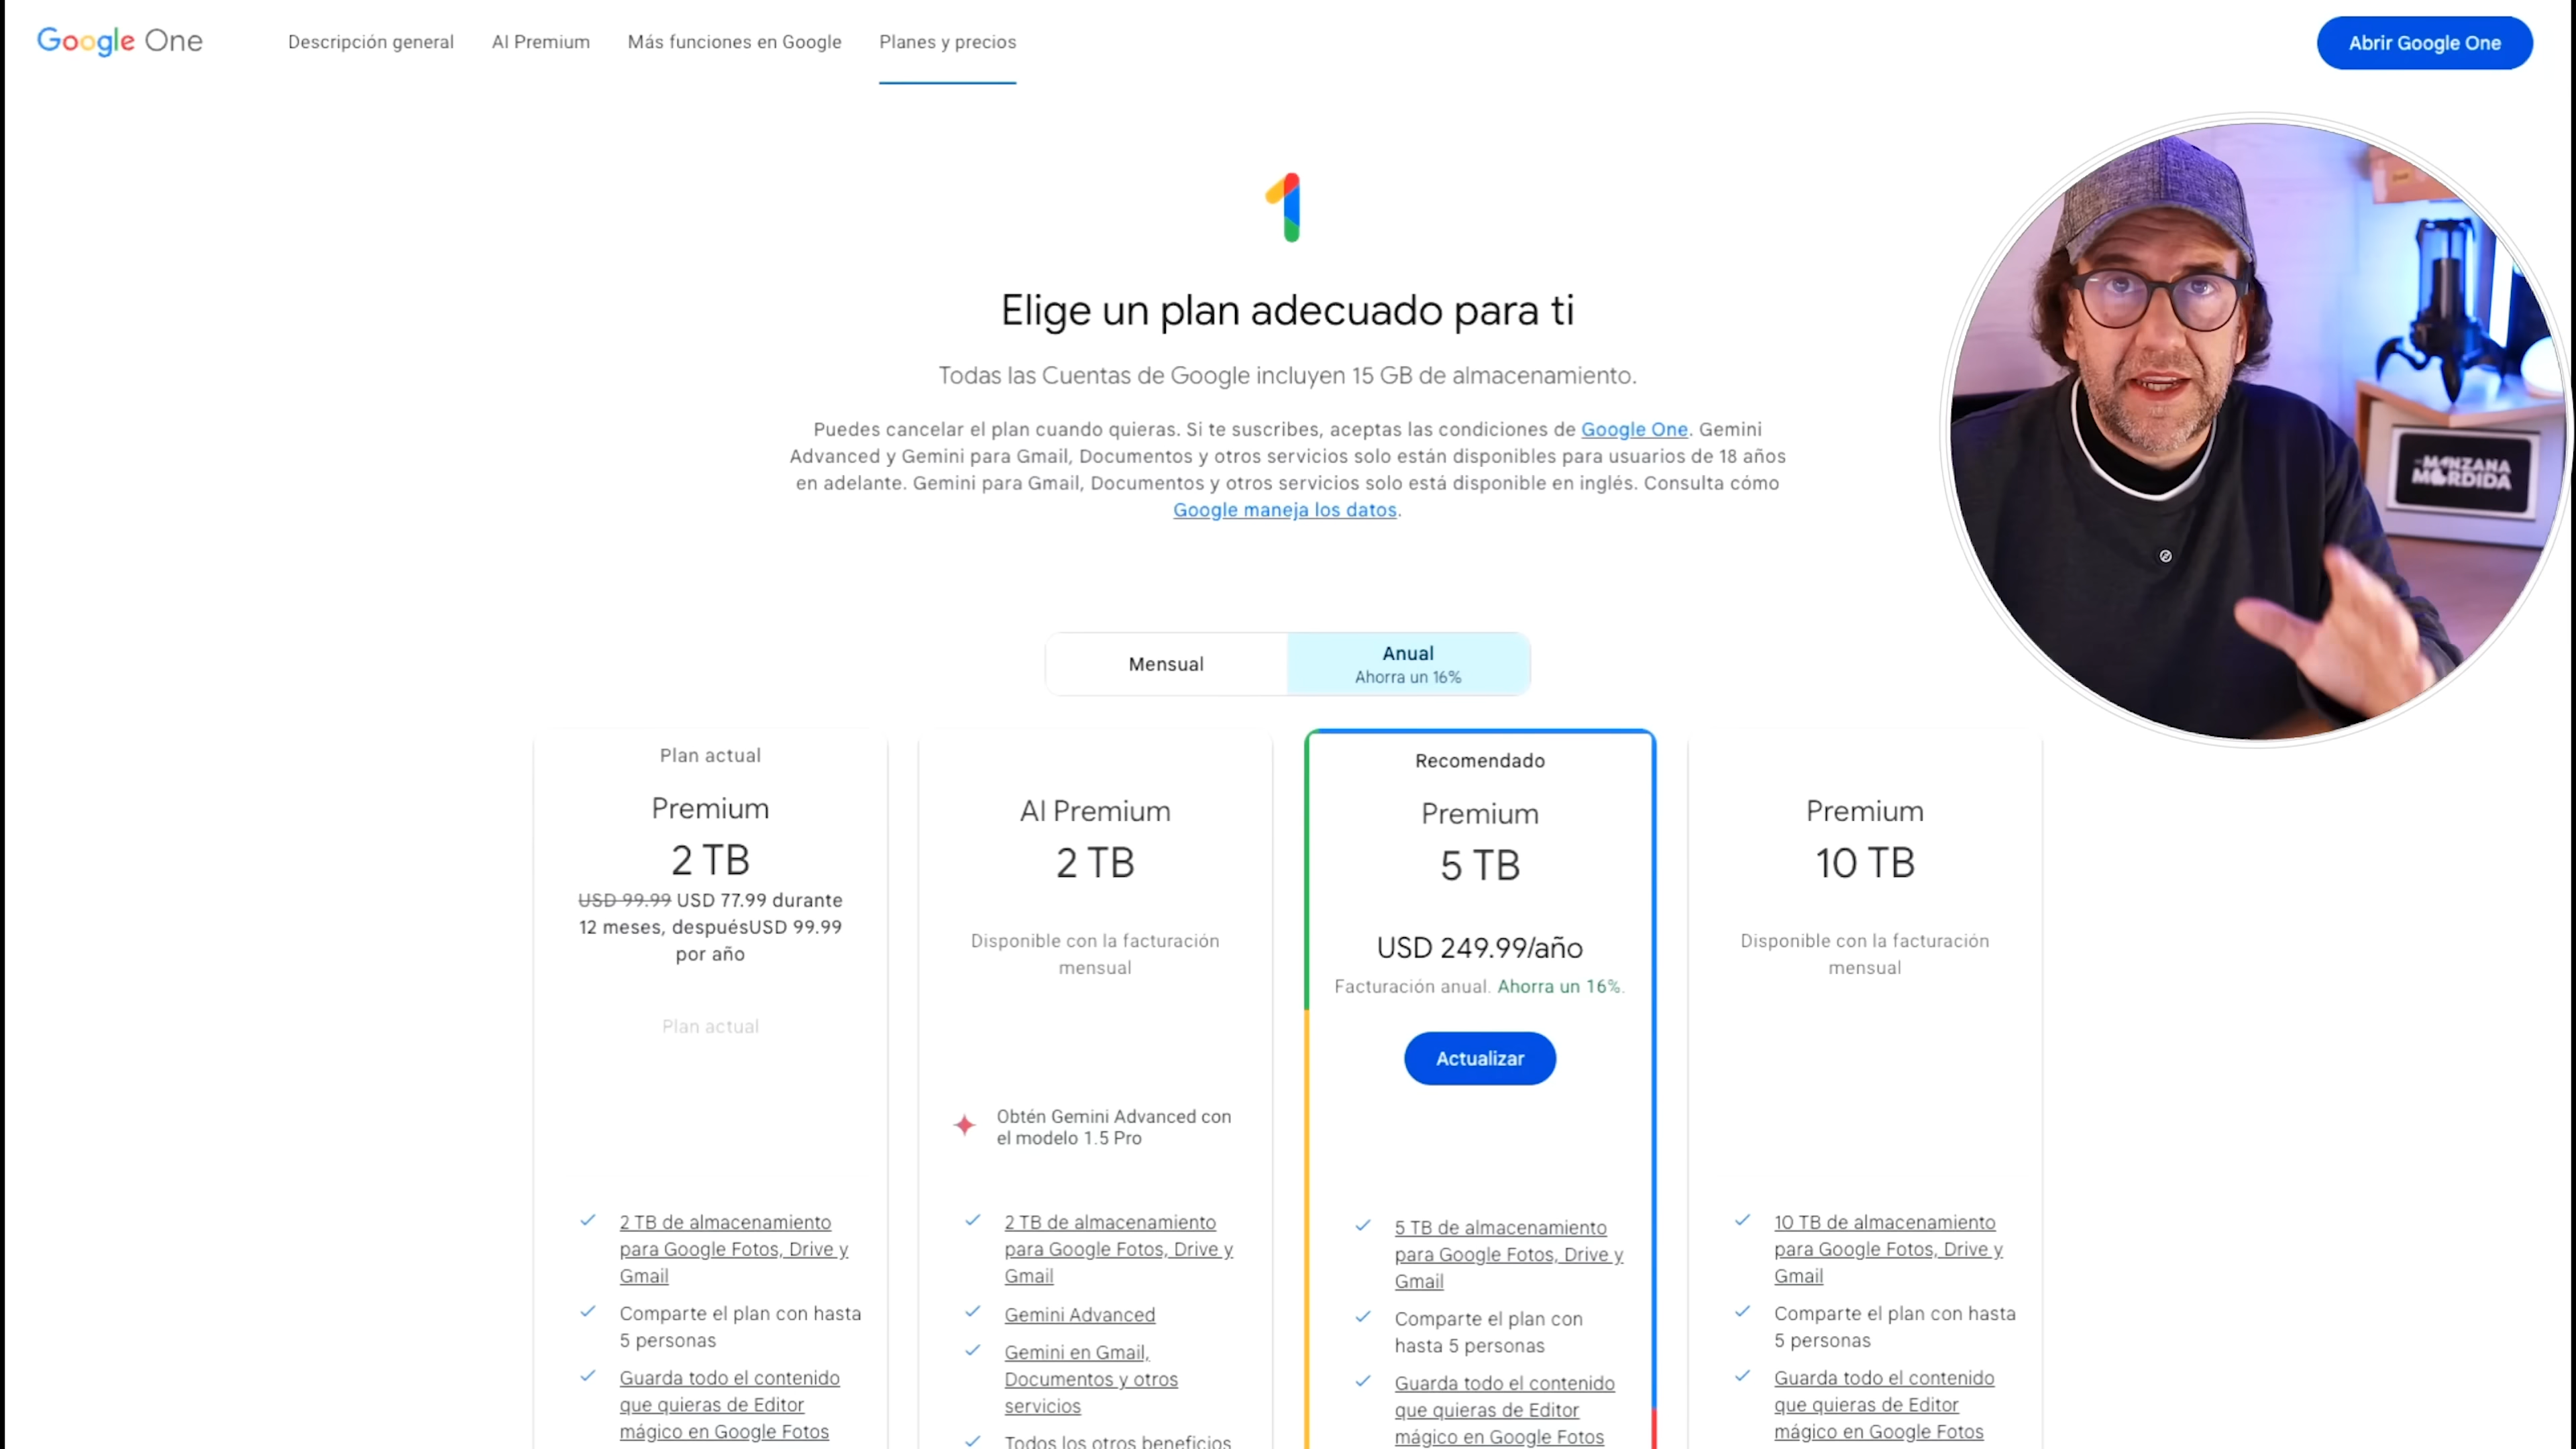 Google One
Descripción general
AI Premium
Más funciones en Google
Planes y precios
Abrir Google One
Elige un plan adecuado para ti
Todas las Cuentas de Google incluyen 15 GB de almacenamiento.
Puedes cancelar el plan cuando quieras. Si te suscribes, aceptas las condiciones de Google One. Gemini
Advanced y Gemini para Gmail, Documentos y otros servicios solo están disponibles para usuarios de 18 años
en adelante. Gemini para Gmail, Documentos y otros servicios solo está disponible en inglés. Consulta cómo
Google maneja los datos.
MANZANA
MORDIDA
Mensual
Anual
Ahorra un 16%
Plan actual
Premium
2 TB
USD 99.99 USD 77.99 durante
12 meses, despuésUSD 99.99
por año
Plan actual
2 TB de almacenamiento
para Google Fotos, Drive y
Gmail
Comparte el plan con hasta
5 personas
Guarda todo el contenido
que quieras de Editor
mágico en Google Fotos
AI Premium
2 TB
Disponible con la facturación
mensual
Obtén Gemini Advanced con
el modelo 1.5 Pro
2 TB de almacenamiento
para Google Fotos, Drive y
Gmail
Gemini Advanced
Gemini en Gmail,
Documentos y otros
servicios
Todos los otros beneficios
Recomendado
Premium
5 TB
USD 249.99/año
Facturación anual. Ahorra un 16%.
Actualizar
5 TB de almacenamiento
para Google Fotos, Drive y
Gmail
Comparte el plan con
hasta 5 personas
Guarda todo el contenido
que quieras de Editor
mágico en Google Fotos
Premium
10 TB
Disponible con la facturación
mensual
10 TB de almacenamiento
para Google Fotos, Drive y
Gmail
Comparte el plan con hasta
5 personas
Guarda todo el contenido
que quieras de Editor
mágico en Google Fotos